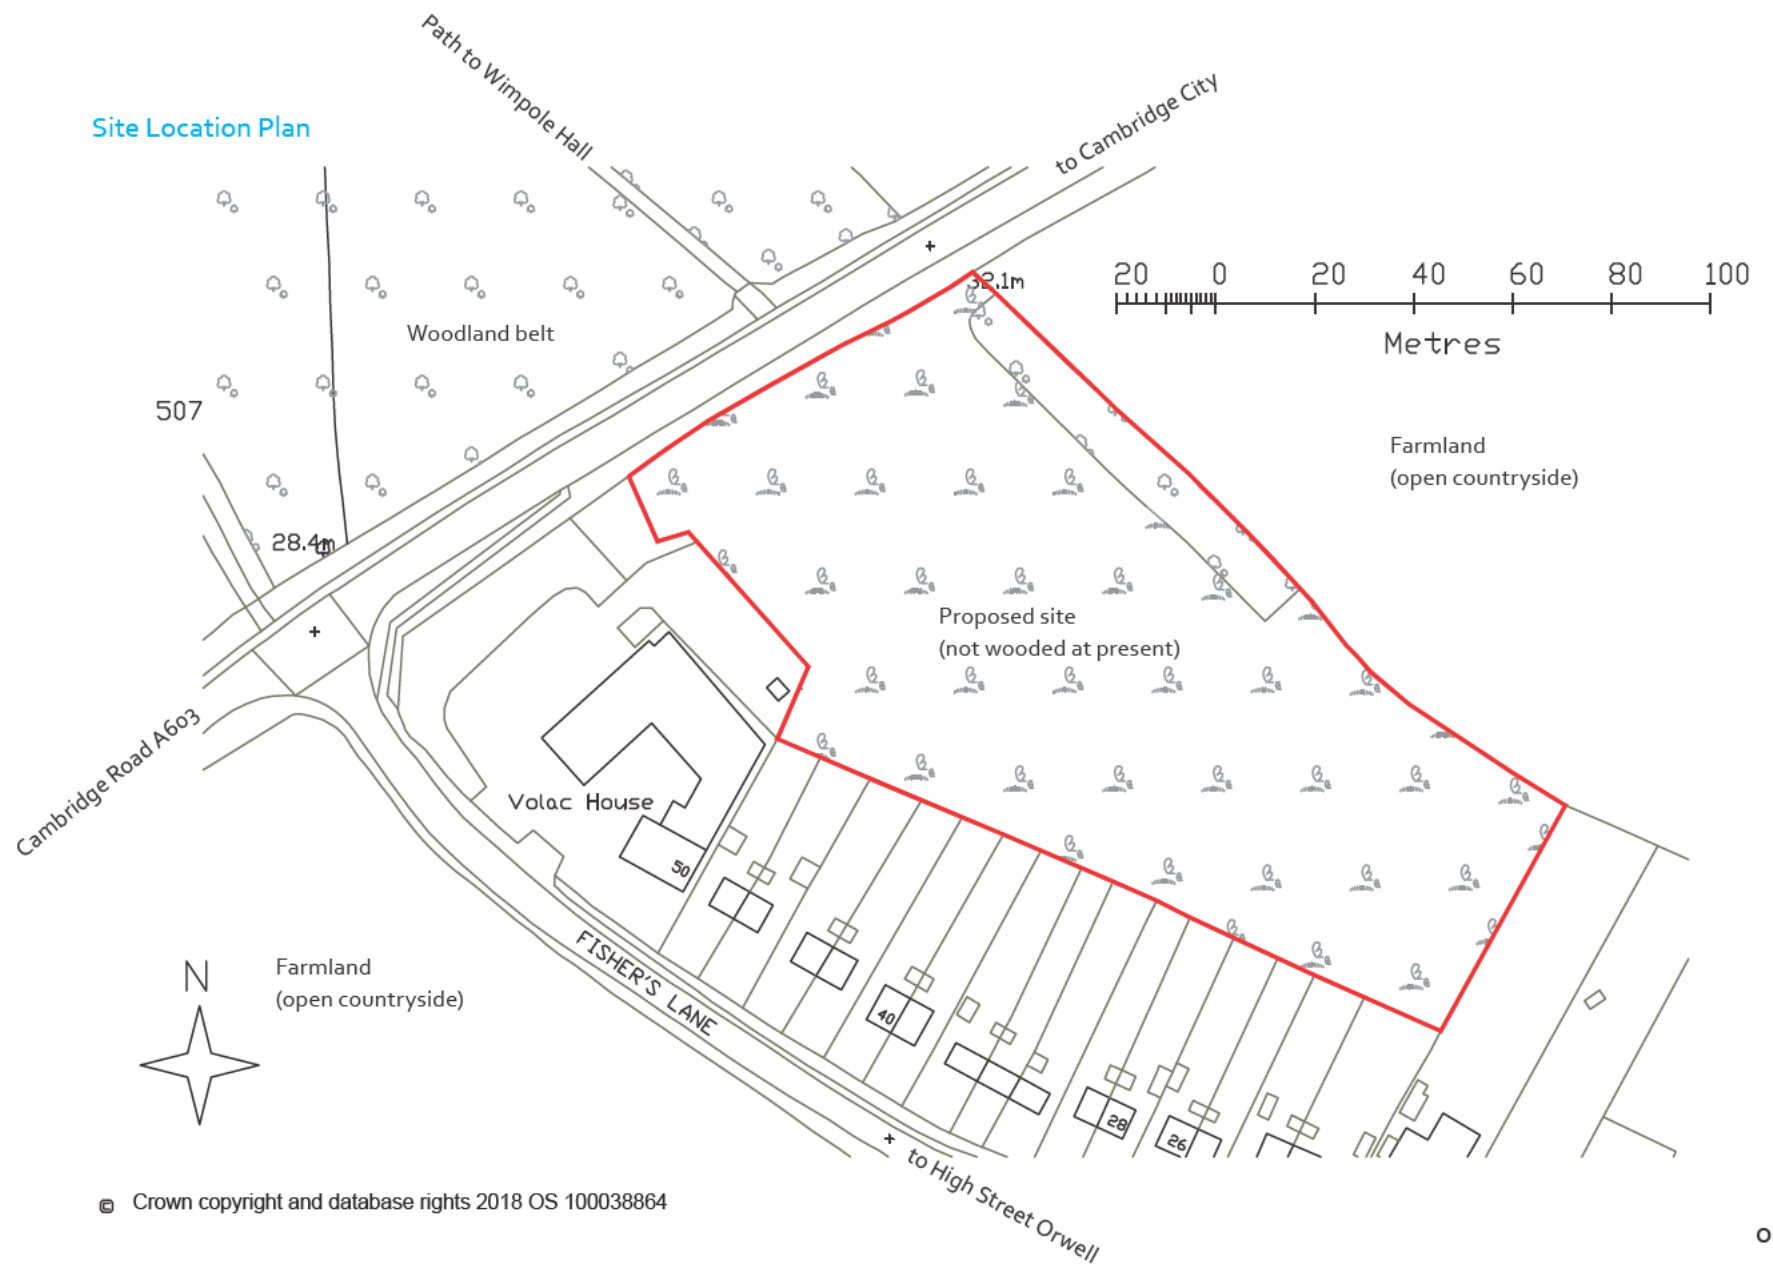 Path to Wimpole Hall
to Cambridge City
Site Location Plan
32.1m
20 0 20 40 60 80 100
Metres
Woodland belt
507
Farmland
(open countryside)
28.4m
Proposed site
(not wooded at present)
Cambridge Road A603
Volac House
50
FISHER'S LANE
N
Farmland
(open countryside)
40
28
26
to High Street Orwell
© Crown copyright and database rights 2018 OS 100038864